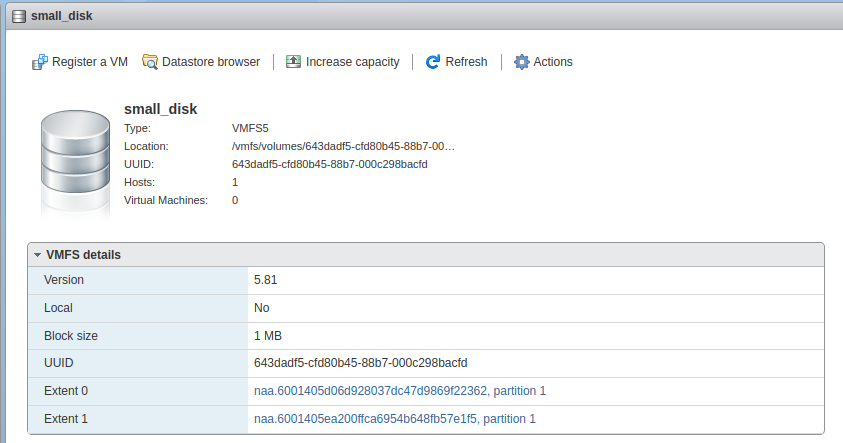 small_disk
Register a VM Datastore browser Increase capacity Refresh Actions
small_disk
Type: VMFS5
Location: /vmfs/volumes/643dadf5-cfd80b45-88b7-00…
UUID: 643dadf5-cfd80b45-88b7-000c298bacfd
Hosts: 1
Virtual Machines: 0
VMFS details
Version 5.81
Local No
Block size 1 MB
UUID 643dadf5-cfd80b45-88b7-000c298bacfd
Extent 0 naa.6001405d06d928037dc47d9869f22362, partition 1
Extent 1 naa.6001405ea200ffca6954b648fb57e1f5, partition 1